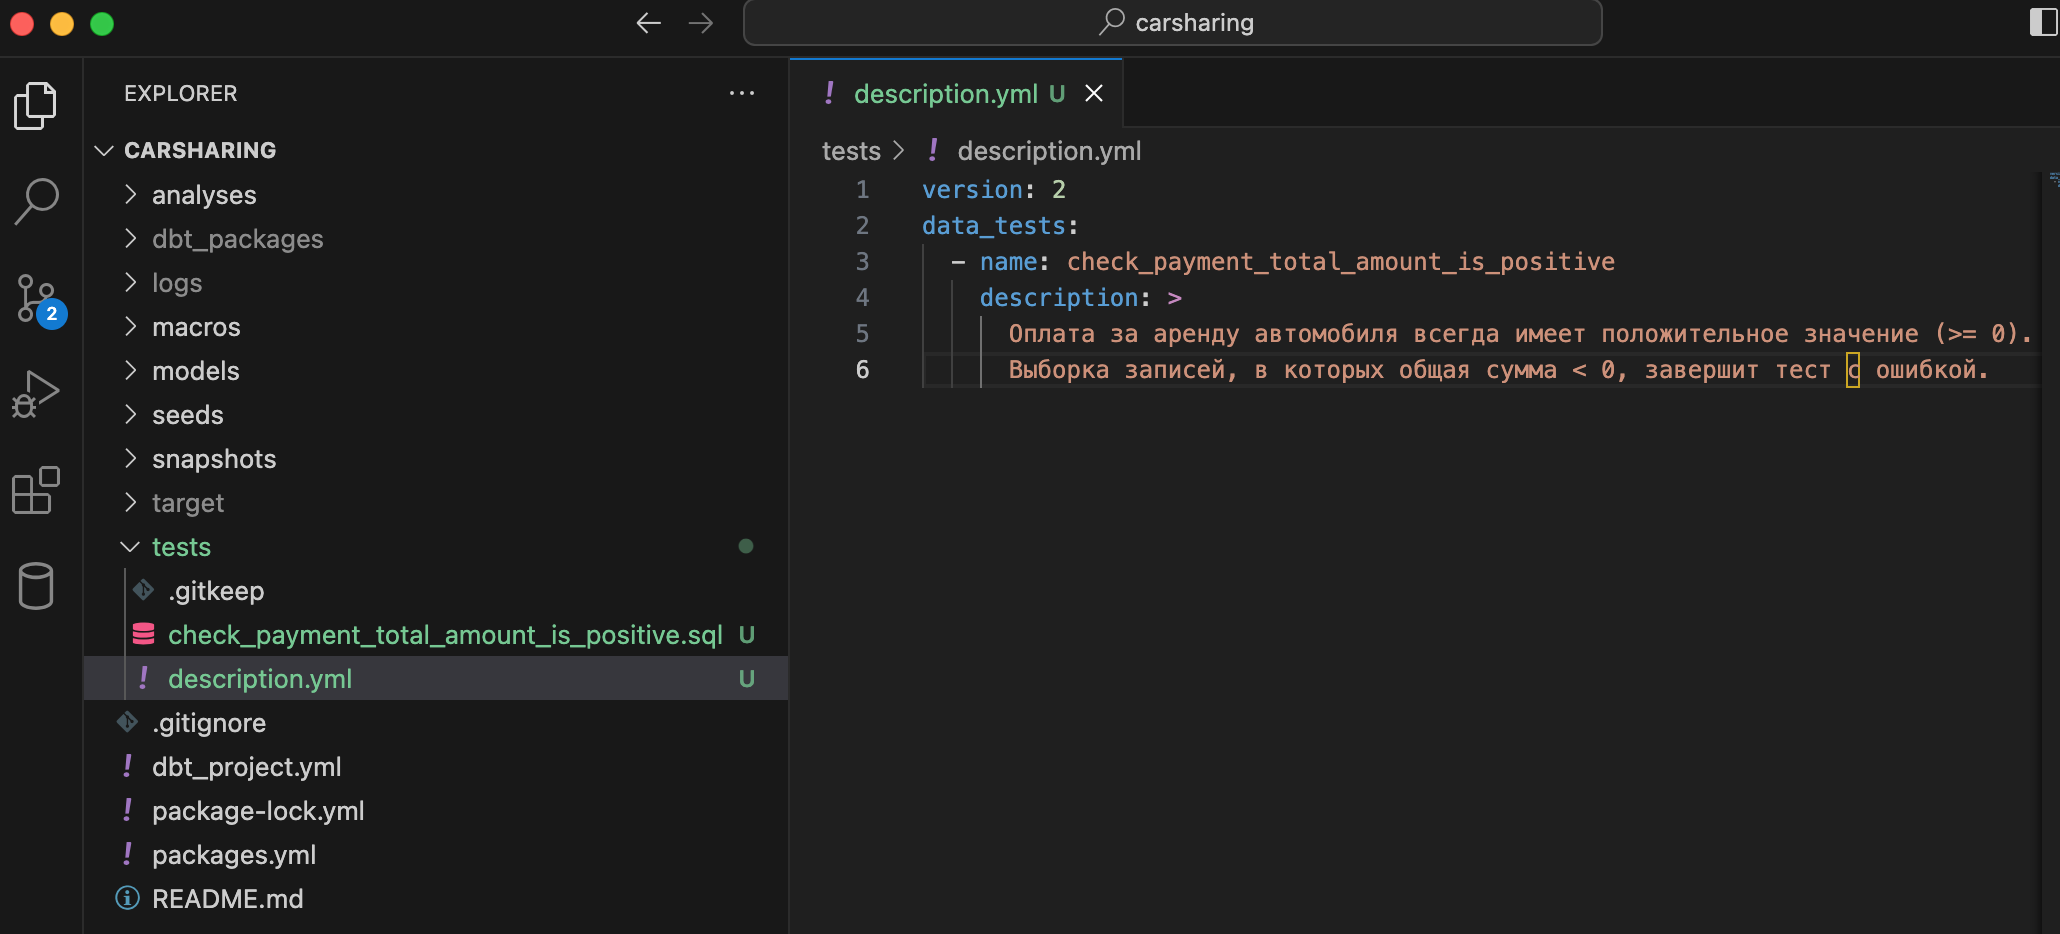 carsharing
EXPLORER
CARSHARING
analyses
dbt_packages
logs
macros
models
seeds
snapshots
target
tests
.gitkeep
check_payment_total_amount_is_positive.sql U
description.yml U
.gitignore
dbt_project.yml
package-lock.yml
packages.yml
README.md
2
! description.yml U
tests > ! description.yml
1 version: 2
2 data_tests:
3 - name: check_payment_total_amount_is_positive
4 description: >
5 Оплата за аренду автомобиля всегда имеет положительное значение (>= 0).
6 Выборка записей, в которых общая сумма < 0, завершит тест с ошибкой.